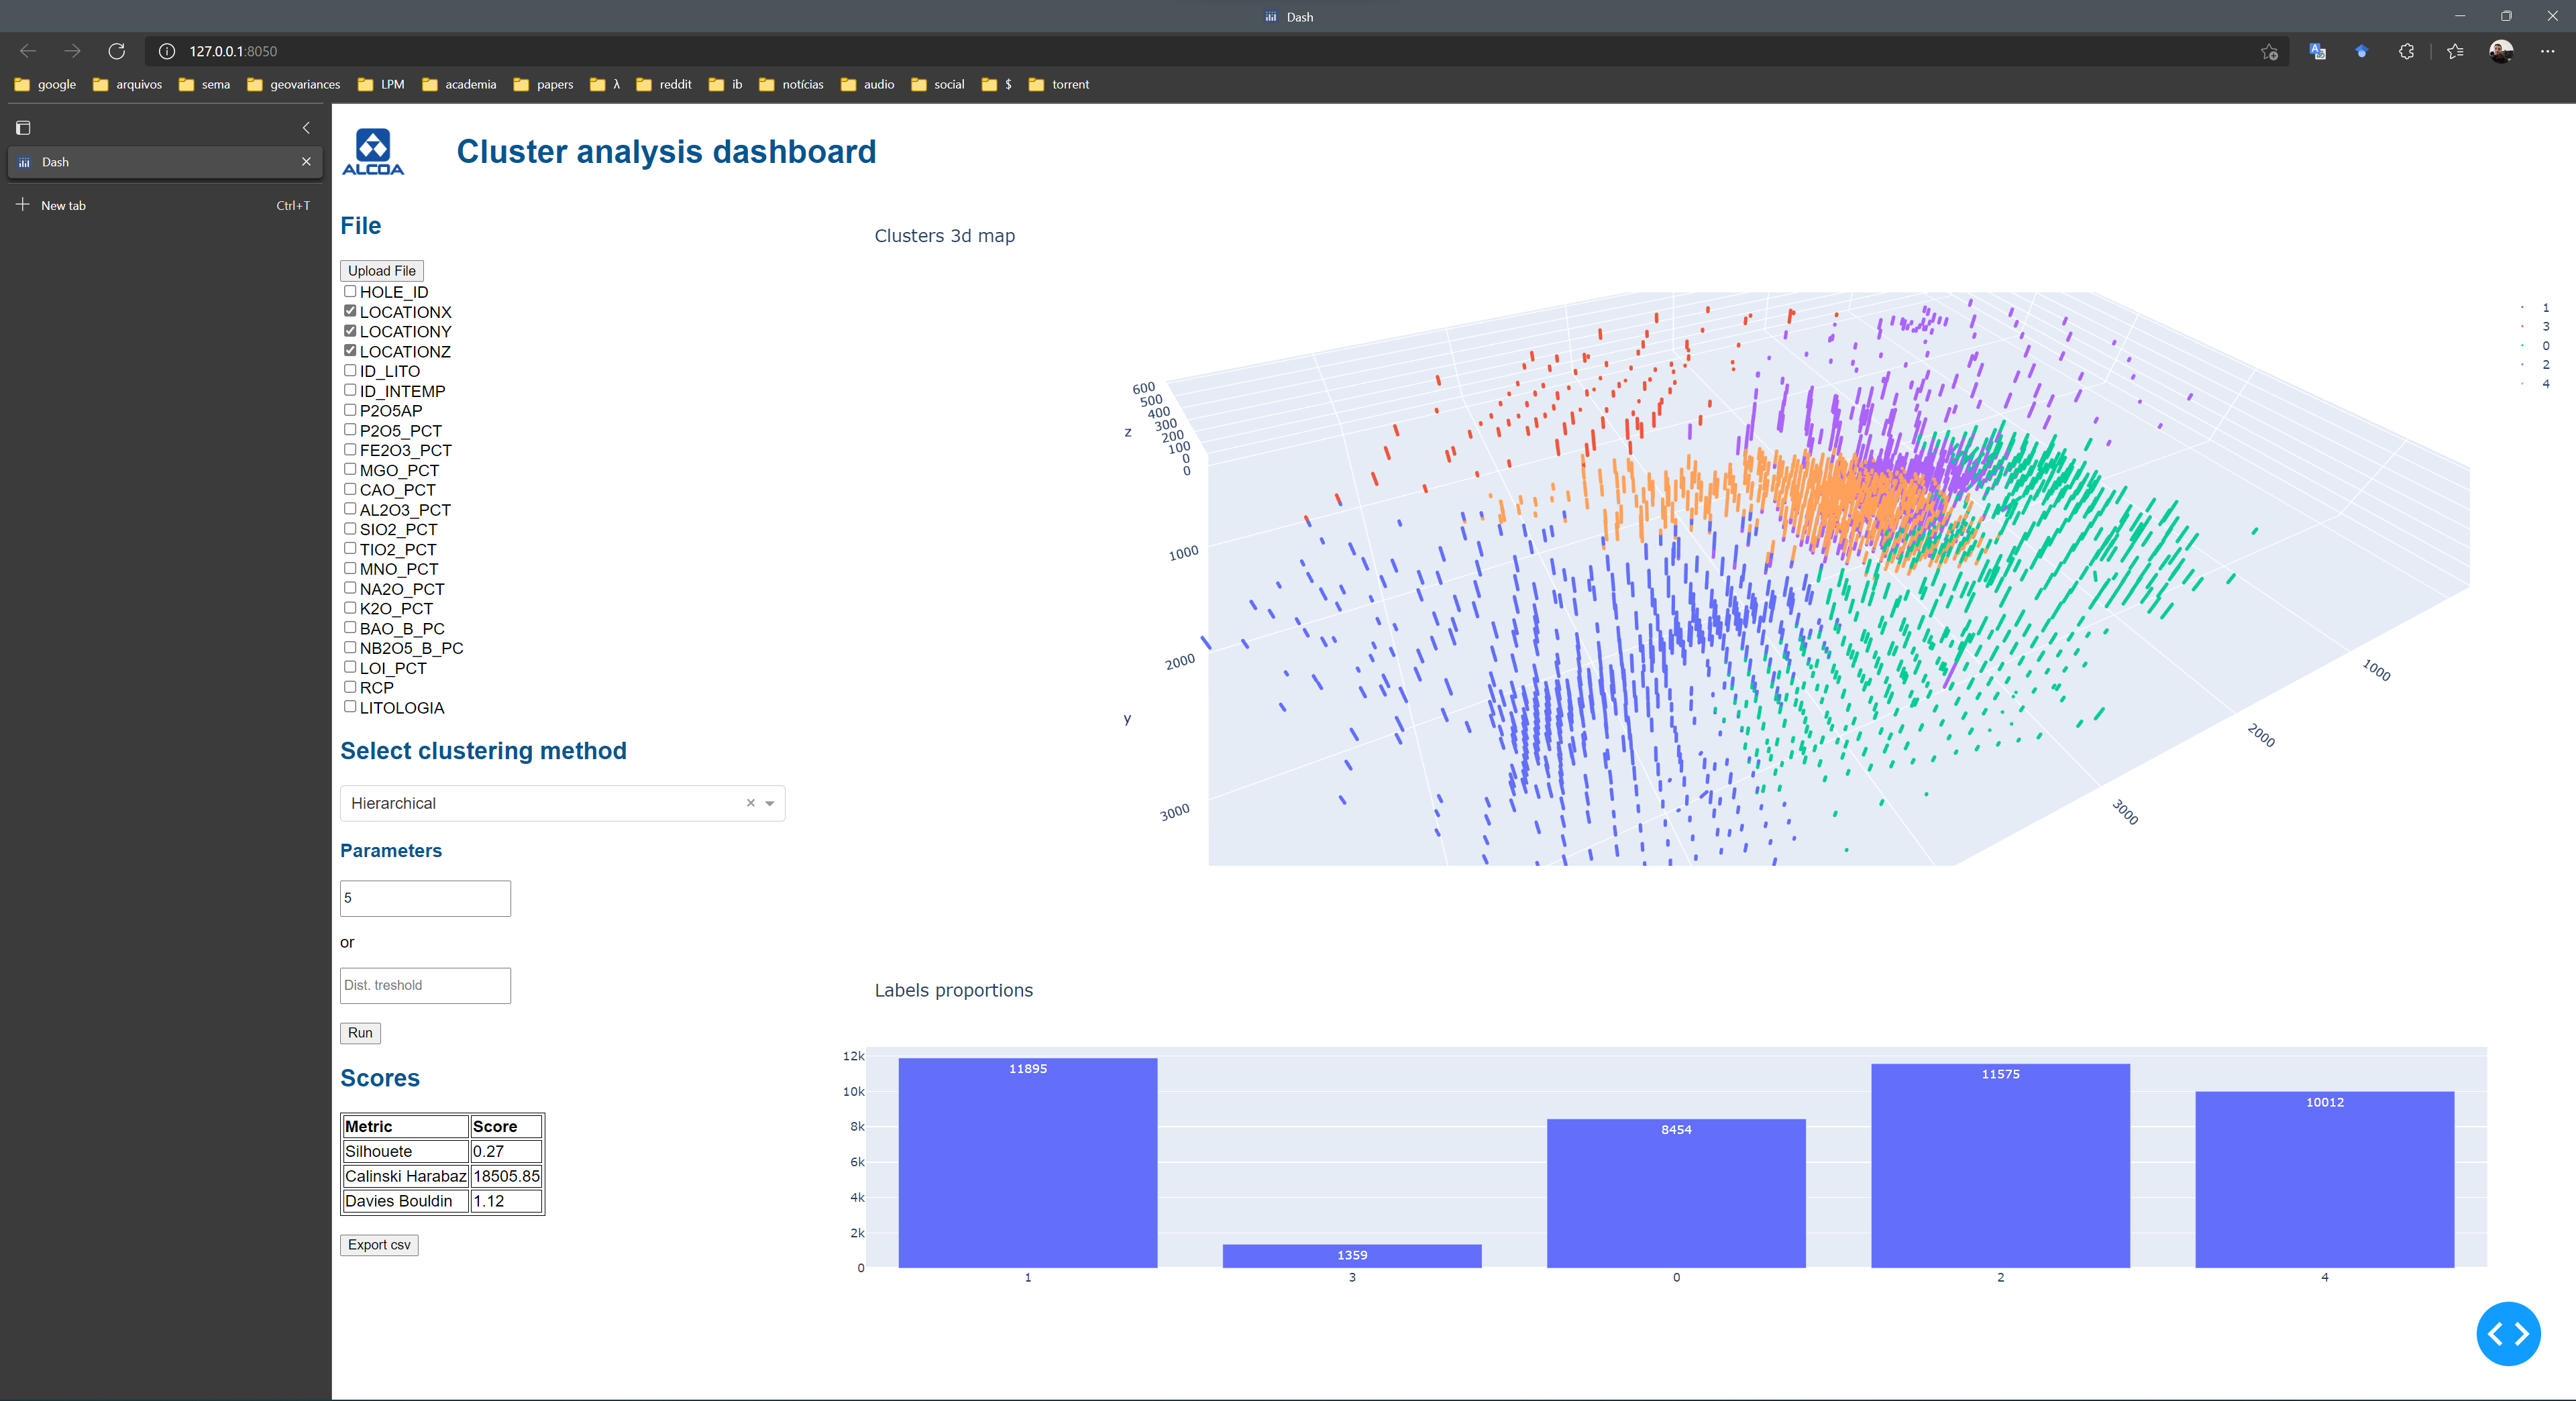 Dash
127.0.0.1:8050
google arquivos sema geovariances LPM academia papers λ reddit ib notícias audio social $ torrent
Dash
New tab Ctrl+T
ALCOA
Cluster analysis dashboard
File
Upload File
HOLE_ID
LOCATIONX
LOCATIONY
LOCATIONZ
ID_LITO
ID_INTEMP
P2O5AP
P2O5_PCT
FE2O3_PCT
MGO_PCT
CAO_PCT
AL2O3_PCT
SIO2_PCT
TIO2_PCT
MNO_PCT
NA2O_PCT
K2O_PCT
BAO_B_PC
NB2O5_B_PC
LOI_PCT
RCP
LITOLOGIA
Select clustering method
Hierarchical
Parameters
5
or
Dist. treshold
Run
Scores
Metric Score
Silhouete 0.27
Calinski Harabaz 18505.85
Davies Bouldin 1.12
Export csv
Clusters 3d map
1
3
0
2
4
600
500
400
300
200
100
0
0
z
1000
2000
3000
y
1000
2000
3000
Labels proportions
12k
10k
8k
6k
4k
2k
0
11895
1359
8454
11575
10012
1 3 0 2 4